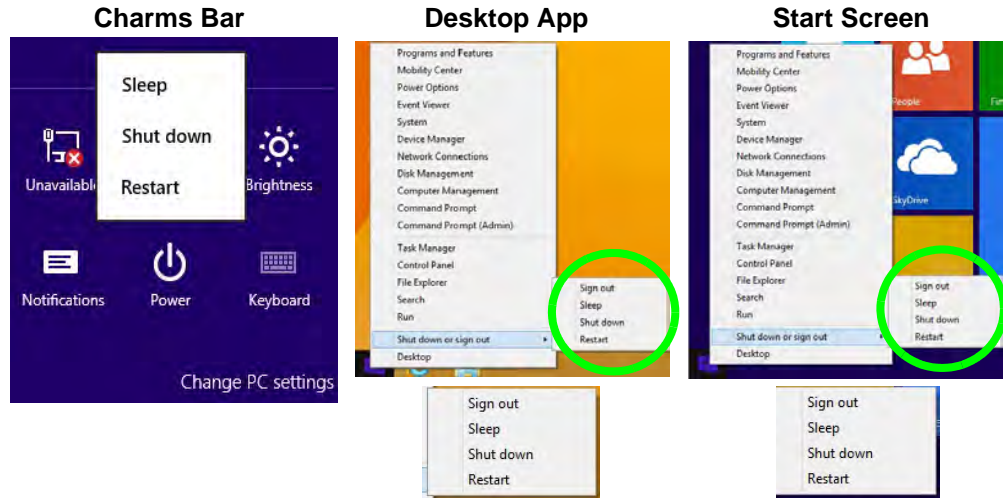 Charms Bar
Sleep
Shut down
Restart
Brightness
Notifications
Power
Keyboard
Change PC settings
Desktop App
Programs and Features
Mobility Center
Power Options
Event Viewer
System
Device Manager
Network Connections
Disk Management
Computer Management
Command Prompt
Command Prompt (Admin)
Task Manager
Control Panel
File Explorer
Search
Run
Shut down or sign out
Desktop
Sign out
Sleep
Shut down
Restart
Sign out
Sleep
Shut down
Restart
Start Screen
Programs and Features
Mobility Center
Power Options
Event Viewer
System
Device Manager
Network Connections
Disk Management
Computer Management
Command Prompt
Command Prompt (Admin)
Task Manager
Control Panel
File Explorer
Search
Run
Shut down or sign out
Desktop
People
SkyDrive
Sign out
Sleep
Shut down
Restart
Sign out
Sleep
Shut down
Restart